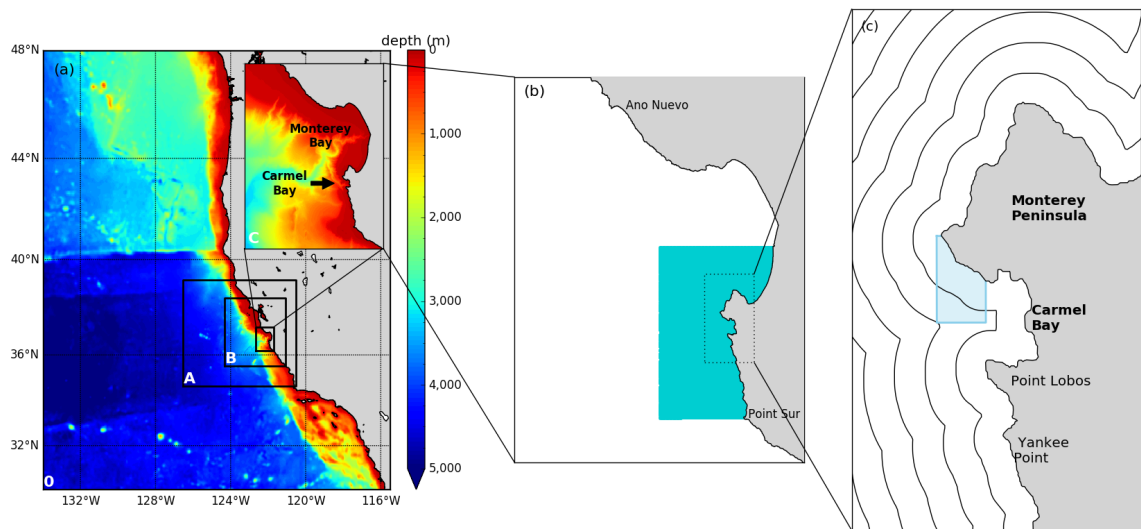 (a)
depth (m)
0
1,000
2,000
3,000
4,000
5,000
48°N
44°N
40°N
36°N
32°N
132°W
128°W
124°W
120°W
116°W
Monterey
Bay
Carmel
Bay
C
B
A
0
(b)
Ano Nuevo
Point Sur
(c)
Monterey
Peninsula
Carmel
Bay
Point Lobos
Yankee
Point